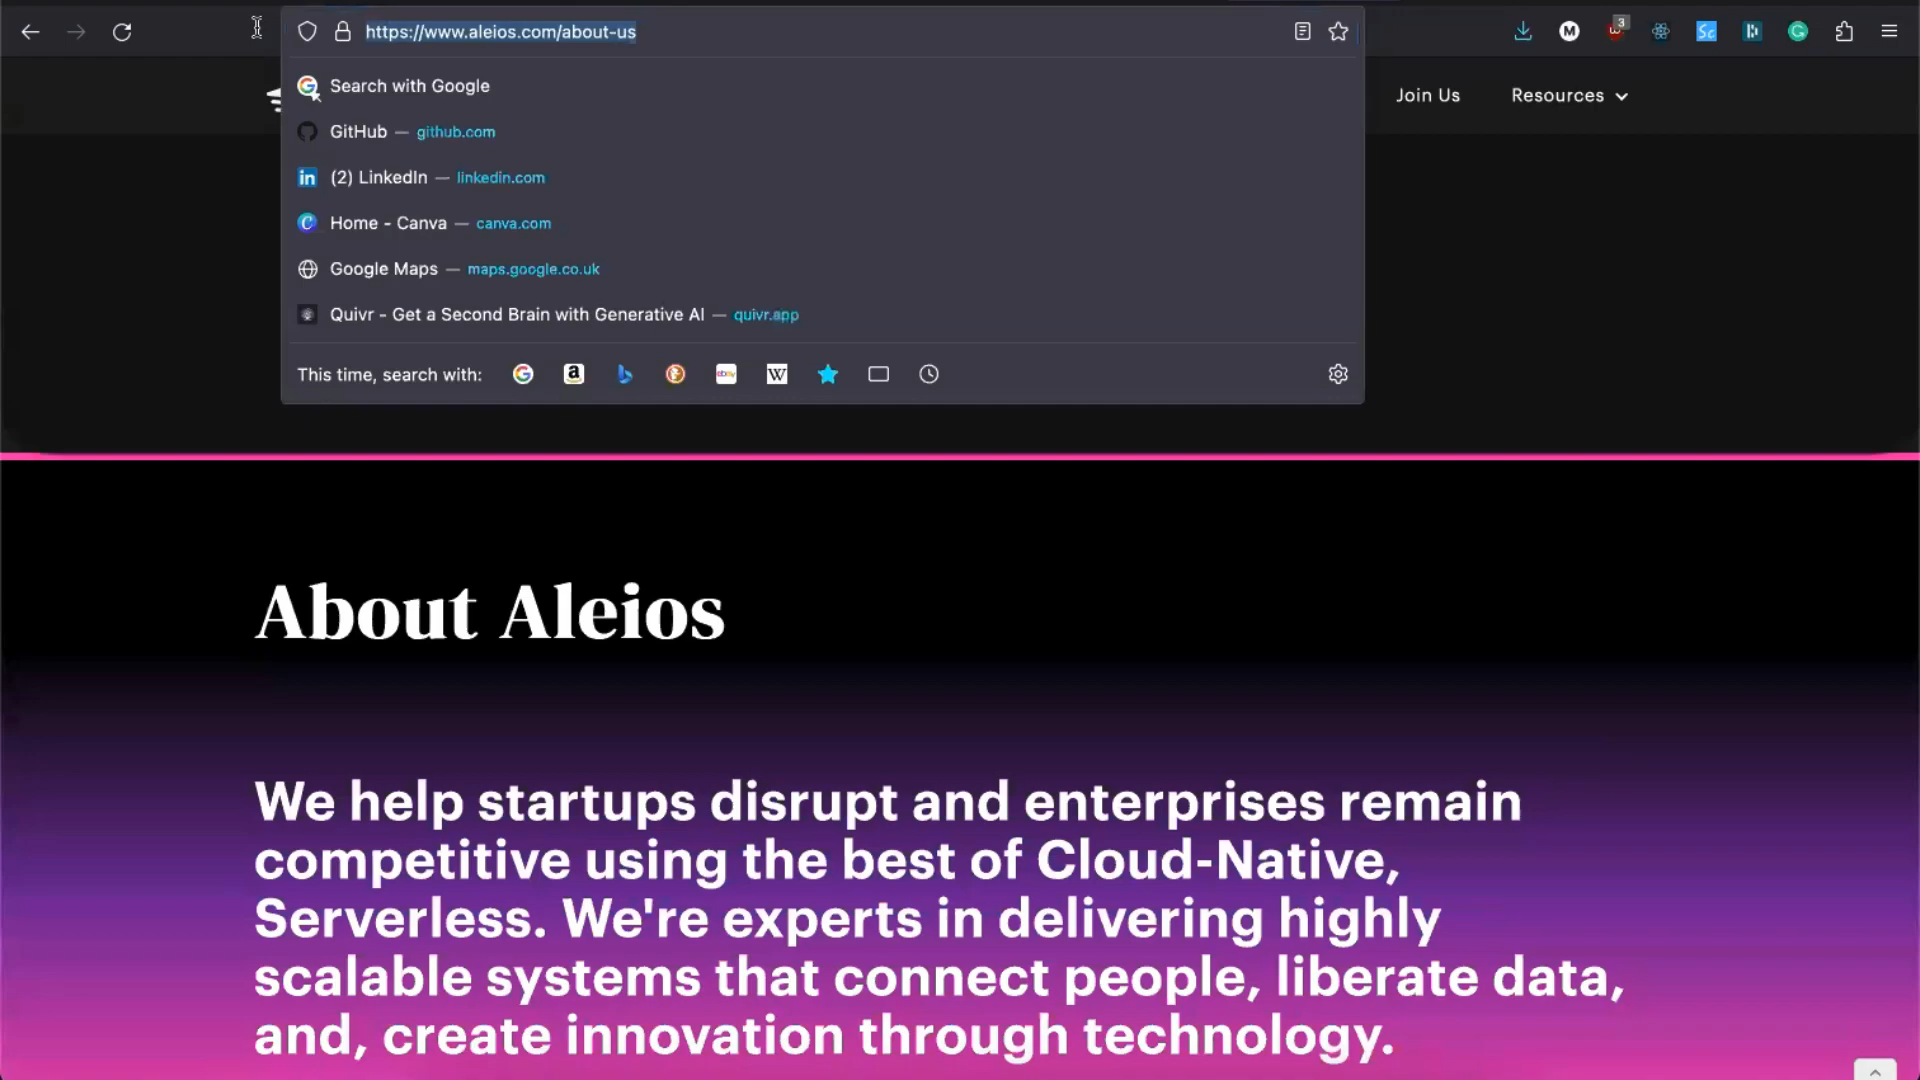 https://www.aleios.com/about-us
3
M
Sc
Search with Google
Join Us
Resources
GitHub — github.com
in (2) LinkedIn — linkedin.com
Home - Canva — canva.com
Google Maps — maps.google.co.uk
Quivr - Get a Second Brain with Generative AI — quivr.app
This time, search with:
a
ebay
W
About Aleios
We help startups disrupt and enterprises remain
competitive using the best of Cloud-Native,
Serverless. We're experts in delivering highly
scalable systems that connect people, liberate data,
and, create innovation through technology.